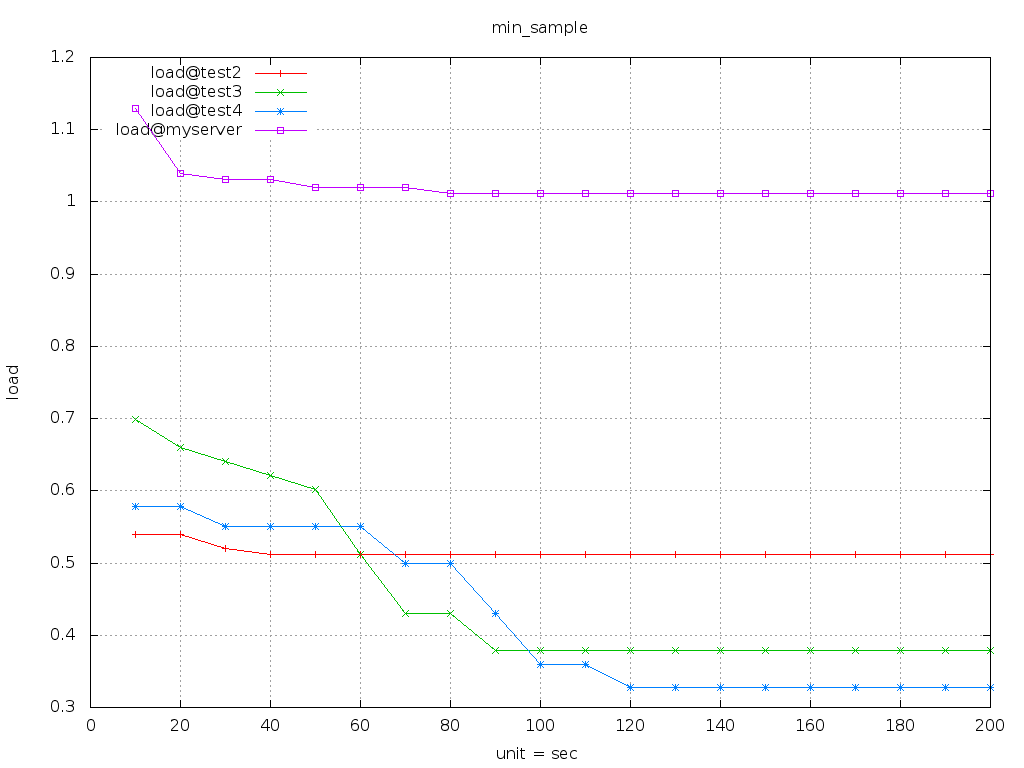 min_sample
1.2
load@test2
load@test3
load@test4
load@myserver
1.1
1
0.9
0.8
load
0.7
0.6
0.5
0.4
0.3
0 20 40 60 80 100 120 140 160 180 200
unit = sec